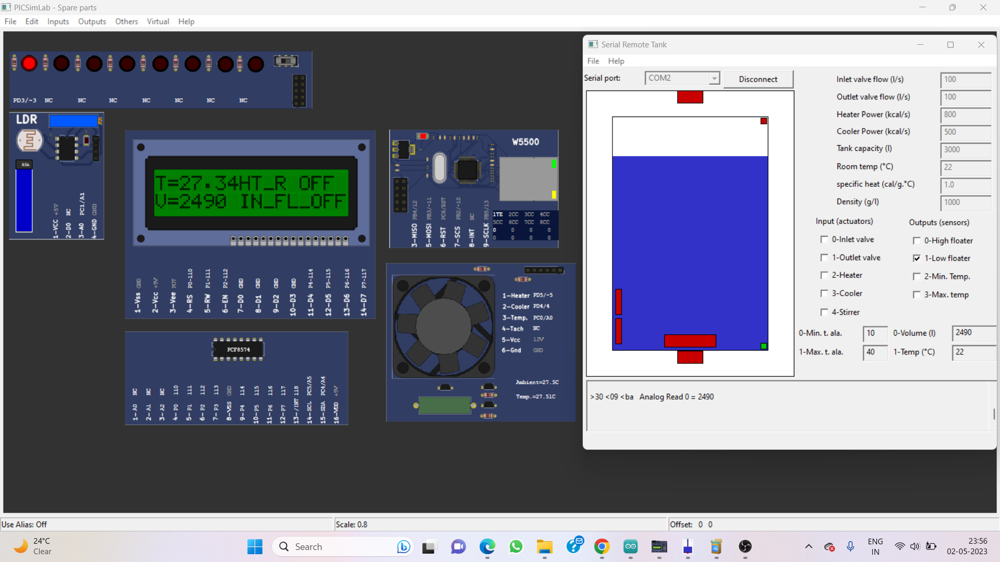 PICSimLab - Spare parts
File Edit Inputs Outputs Others Virtual Help
PD3/~3 NC NC NC NC NC NC NC
LDR
93k
1-VCC +5V
2-D0 NC
3-A0 PC1/A1
4-GND GND
T=27.34HT_R OFF
V=2490 IN_FL_OFF
1-Vss GND
2-Vcc +5V
3-Vee POT
4-RS P0-110
5-RW P1-111
6-EN P2-112
7-D0 GND
8-D1 GND
9-D2 GND
10-D3 GND
11-D4 P4-114
12-D5 P5-115
13-D6 P6-116
14-D7 P7-117
W5500
3-MISO PB4/12
5-MOSI PB3/~11
6-RST PC6/RST
7-SCS PB2/~10
8-INT NC
9-SCLK PB5/13
1TE 2CC 3CC 4CC
5CC 6CC 7CC 8CC
0 0 0 0
0 0 0 0
PCF8574
1- A0 NC
2- A1 NC
3- A2 NC
4- P0 110
5- P1 111
6- P2 112
7- P3 113
8-VSS GND
9- P4 114
10-P5 115
11-P6 116
12-P7 117
13-/INT 118
14-SCL PC5/A5
15-SDA PC4/A4
16-VDD +5V
1-Heater PD5/~5
2-Cooler PD4/4
3-Temp. PC0/A0
4-Tach NC
5-Vcc 12V
6-Gnd GND
Ambient=27.5C
Temp.=27.51C
Serial Remote Tank
File Help
Serial port: COM2 Disconnect
Inlet valve flow (l/s) 100
Outlet valve flow (l/s) 100
Heater Power (kcal/s) 800
Cooler Power (kcal/s) 500
Tank capacity (l) 3000
Room temp (°C) 22
specific heat (cal/g.°C) 1.0
Density (g/l) 1000
Input (actuators) Outputs (sensors)
0-Inlet valve 0-High floater
1-Outlet valve 1-Low floater
2-Heater 2-Min. Temp.
3-Cooler 3-Max. temp
4-Stirrer
0-Min. t. ala. 10 0-Volume (l) 2490
1-Max. t. ala. 40 1-Temp (°C) 22
>30 <09 <ba Analog Read 0 = 2490
Use Alias: Off Scale: 0.8 Offset: 0 0
24°C
Clear
Search
ENG
IN
23:56
02-05-2023